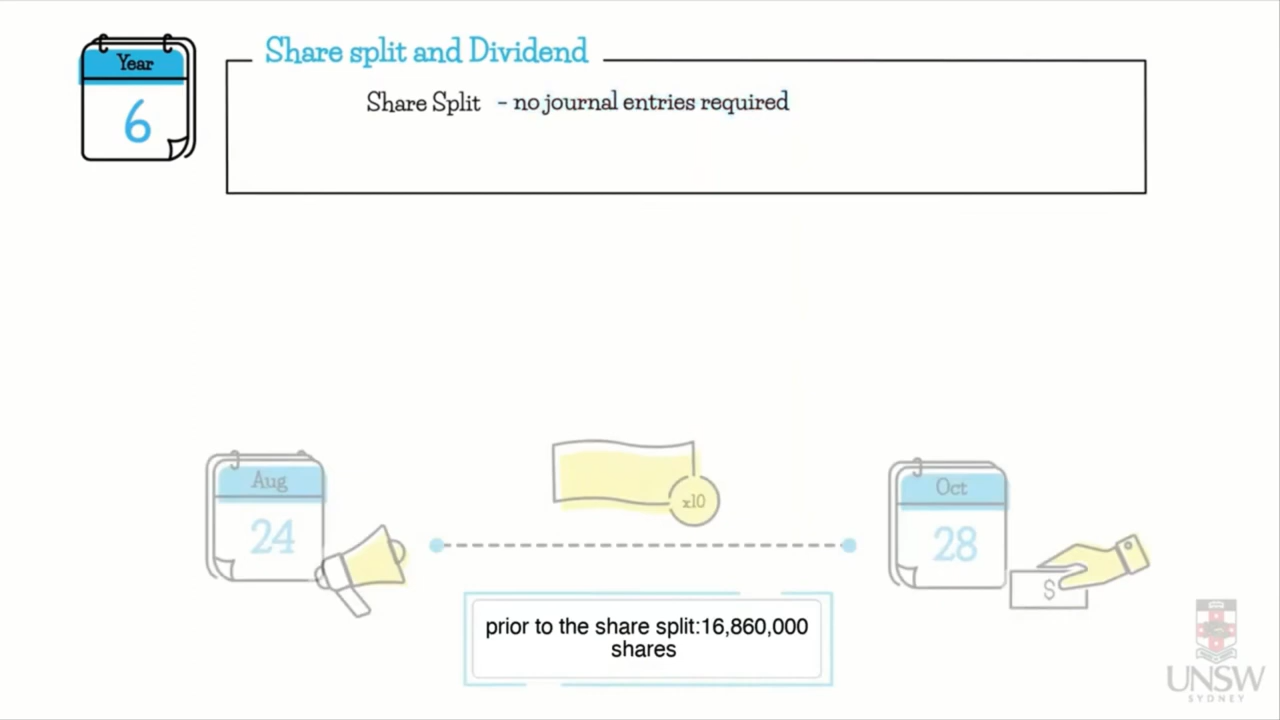 Year
6
Share split and Dividend
Share Split - no journal entries required
Aug
24
x10
Oct
28
$
prior to the share split:16,860,000
shares
UNSW
SYDNEY